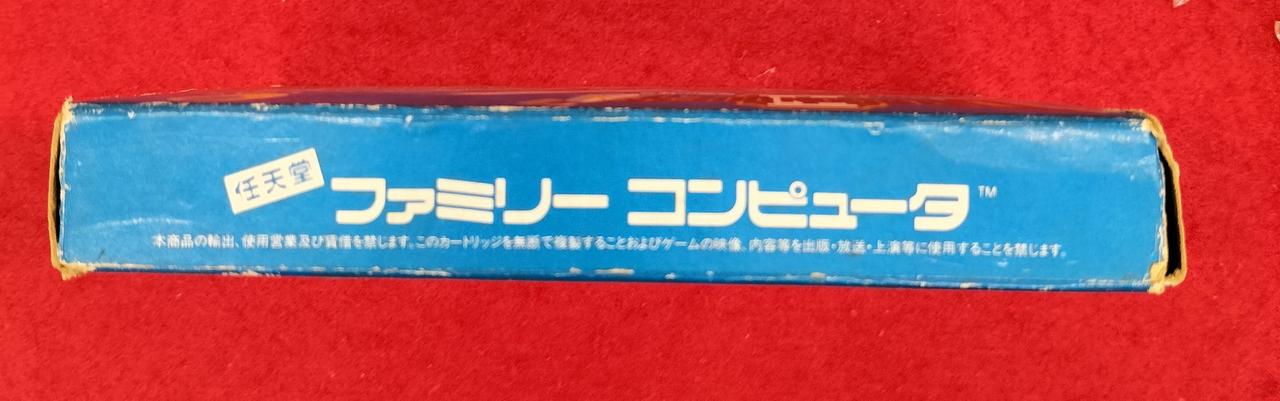 任天堂 ファミリー コンピュータ™
本商品の輸出、使用営業及び賃借を禁じます。このカートリッジを無断で複製することおよびゲームの映像、内容等を出版・放送・上演等に使用することを禁じます。